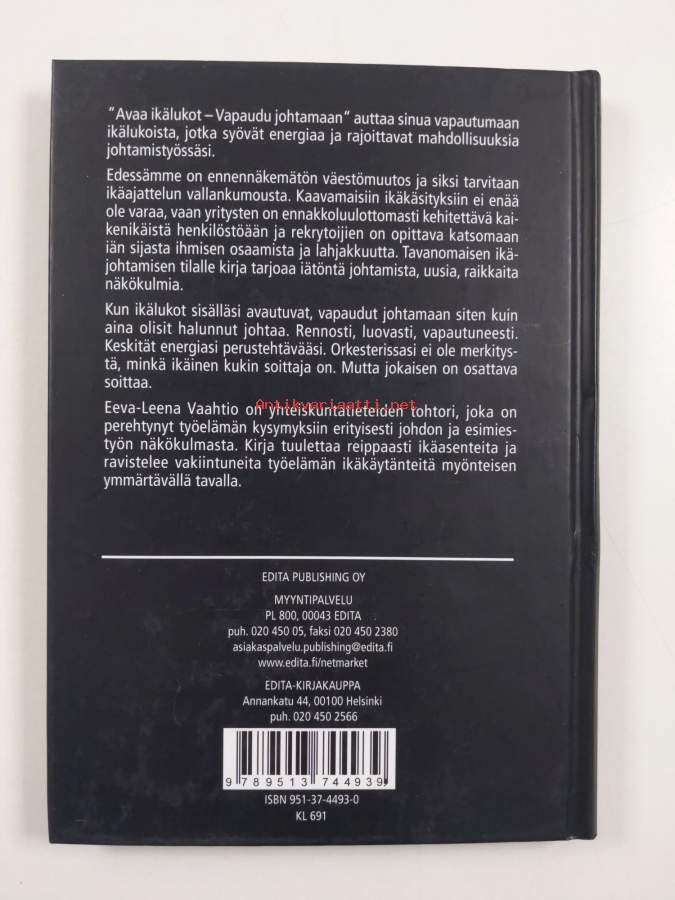 "Avaa ikälukot – Vapaudu johtamaan" auttaa sinua vapautumaan
ikälukoista, jotka syövät energiaa ja rajoittavat mahdollisuuksia
johtamistyössäsi.
Edessämme on ennennäkemätön väestömuutos ja siksi tarvitaan
ikäajattelun vallankumousta. Kaavamaisiin ikäkäsityksiin ei enää
ole varaa, vaan yritysten on ennakkoluulottomasti kehitettävä kai-
kenikäistä henkilöstöään ja rekrytoijien on opittava katsomaan
iän sijasta ihmisen osaamista ja lahjakkuutta. Tavanomaisen ikä-
johtamisen tilalle kirja tarjoaa iätöntä johtamista, uusia, raikkaita
näkökulmia.
Kun ikälukot sisälläsi avautuvat, vapaudut johtamaan siten kuin
aina olisit halunnut johtaa. Rennosti, luovasti, vapautuneesti.
Keskität energiasi perustehtävääsi. Orkesterissasi ei ole merkitys-
tä, minkä ikäinen kukin soittaja on. Mutta jokaisen on osattava
soittaa.
Antikvariaatti.net
Eeva-Leena Vaahtio on yhteiskuntatieteiden tohtori, joka on
perehtynyt työelämän kysymyksiin erityisesti johdon ja esimies-
työn näkökulmasta. Kirja tuulettaa reippaasti ikäasenteita ja
ravistelee vakiintuneita työelämän ikäkäytänteitä myönteisen
ymmärtävällä tavalla.
EDITA PUBLISHING OY
MYYNTIPALVELU
PL 800, 00043 EDITA
puh. 020 450 05, faksi 020 450 2380
asiakaspalvelu.publishing@edita.fi
www.edita.fi/netmarket
EDITA-KIRJAKAUPPA
Annankatu 44, 00100 Helsinki
puh. 020 450 2566
9 789513 744939
ISBN 951-37-4493-0
KL 691